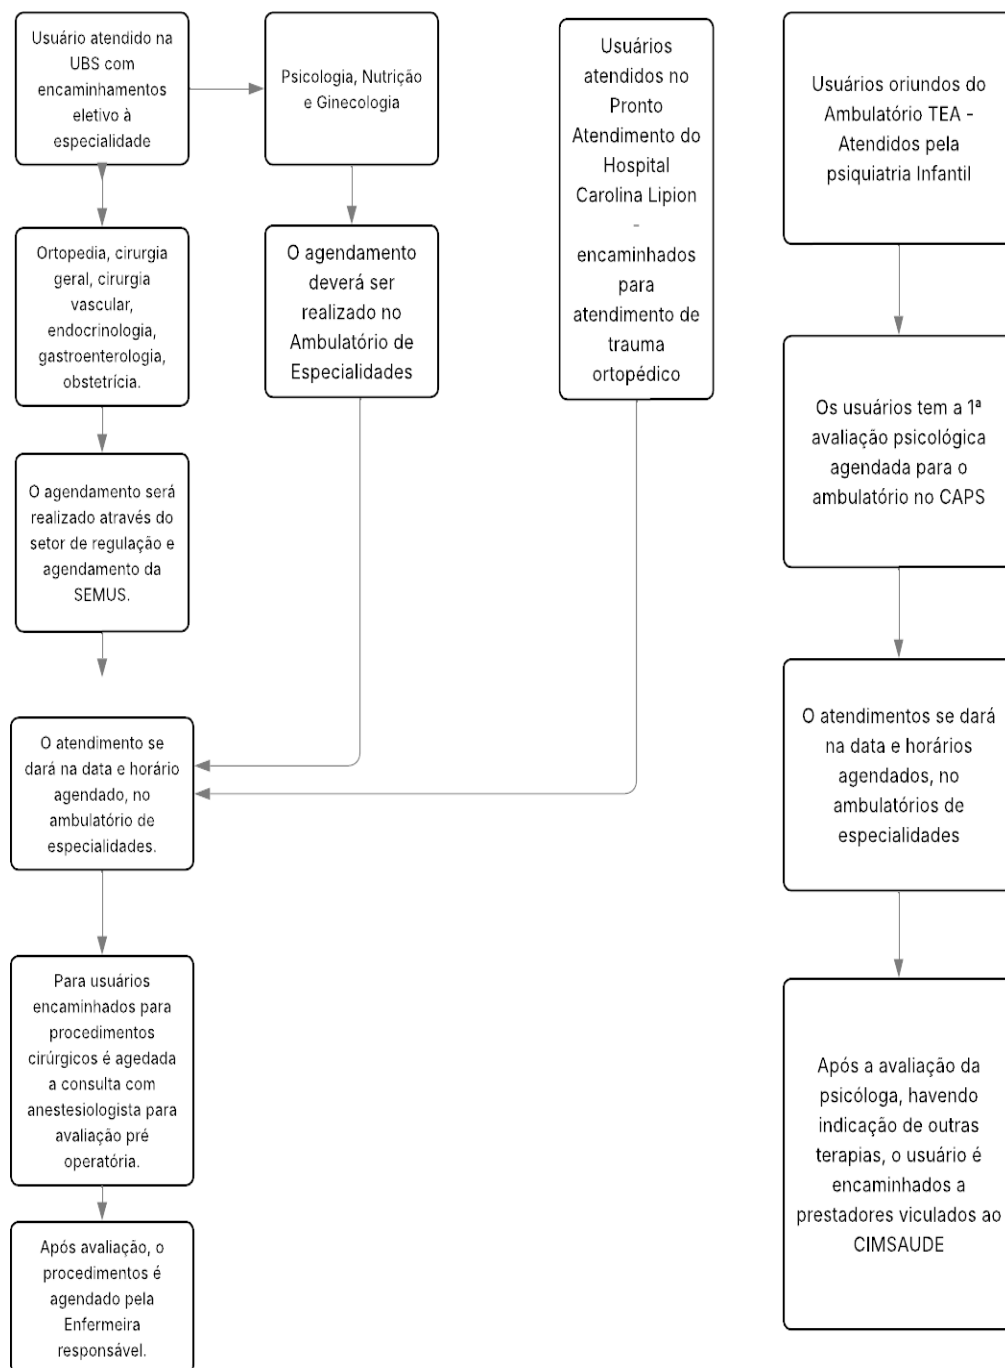 Usuário atendido na
UBS com
encaminhamentos
eletivo à
especialidade
Psicologia, Nutrição
e Ginecologia
Ortopedia, cirurgia
geral, cirurgia
vascular,
endocrinologia,
gastroenterologia,
obstetrícia.
O agendamento
deverá ser
realizado no
Ambulatório de
Especialidades
O agendamento será
realizado através do
setor de regulação e
agendamento da
SEMUS.
O atendimento se
dará na data e horário
agendado, no
ambulatório de
especialidades.
Para usuários
encaminhados para
procedimentos
cirúrgicos é agedada
a consulta com
anestesiologista para
avaliação pré
operatória.
Após avaliação, o
procedimentos é
agendado pela
Enfermeira
responsável.
Usuários
atendidos no
Pronto
Atendimento do
Hospital
Carolina Lipion
-
encaminhados
para
atendimento de
trauma
ortopédico
Usuários oriundos do
Ambulatório TEA -
Atendidos pela
psiquiatria Infantil
Os usuários tem a 1ª
avaliação psicológica
agendada para o
ambulatório no CAPS
O atendimentos se dará
na data e horários
agendados, no
ambulatórios de
especialidades
Após a avaliação da
psicóloga, havendo
indicação de outras
terapias, o usuário é
encaminhados a
prestadores viculados ao
CIMSAUDE